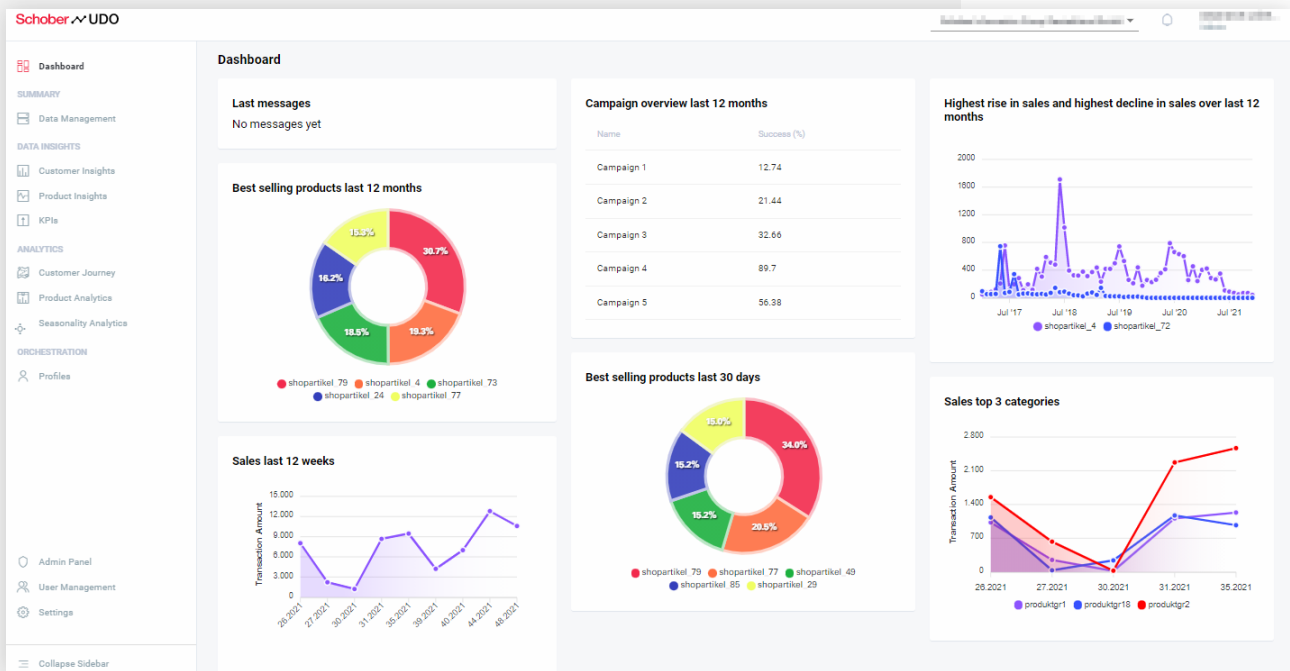 Schober UDO
Dashboard
SUMMARY
Data Management
DATA INSIGHTS
Customer Insights
Product Insights
KPIs
ANALYTICS
Customer Journey
Product Analytics
Seasonality Analytics
ORCHESTRATION
Profiles
Admin Panel
User Management
Settings
Collapse Sidebar
Dashboard
Last messages
No messages yet
Best selling products last 12 months
15.3%
30.7%
16.2%
18.5%
19.3%
shopartikel_79 shopartikel_4 shopartikel_73
shopartikel_24 shopartikel_77
Sales last 12 weeks
Transaction Amount
15.000
12.000
9.000
6.000
3.000
0
26.2021 27.2021 30.2021 31.2021 35.2021 39.2021 40.2021 44.2021 48.2021
Campaign overview last 12 months
Name Success (%)
Campaign 1 12.74
Campaign 2 21.44
Campaign 3 32.66
Campaign 4 89.7
Campaign 5 56.38
Best selling products last 30 days
15.0%
34.0%
15.2%
15.2%
20.5%
shopartikel_79 shopartikel_77 shopartikel_49
shopartikel_85 shopartikel_29
Highest rise in sales and highest decline in sales over last 12
months
2000
1600
1200
800
400
0
Jul '17 Jul '18 Jul '19 Jul '20 Jul '21
shopartikel_4 shopartikel_72
Sales top 3 categories
Transaction Amount
2.800
2.100
1.400
700
0
26.2021 27.2021 30.2021 31.2021 35.2021
produktgr1 produktgr18 produktgr2